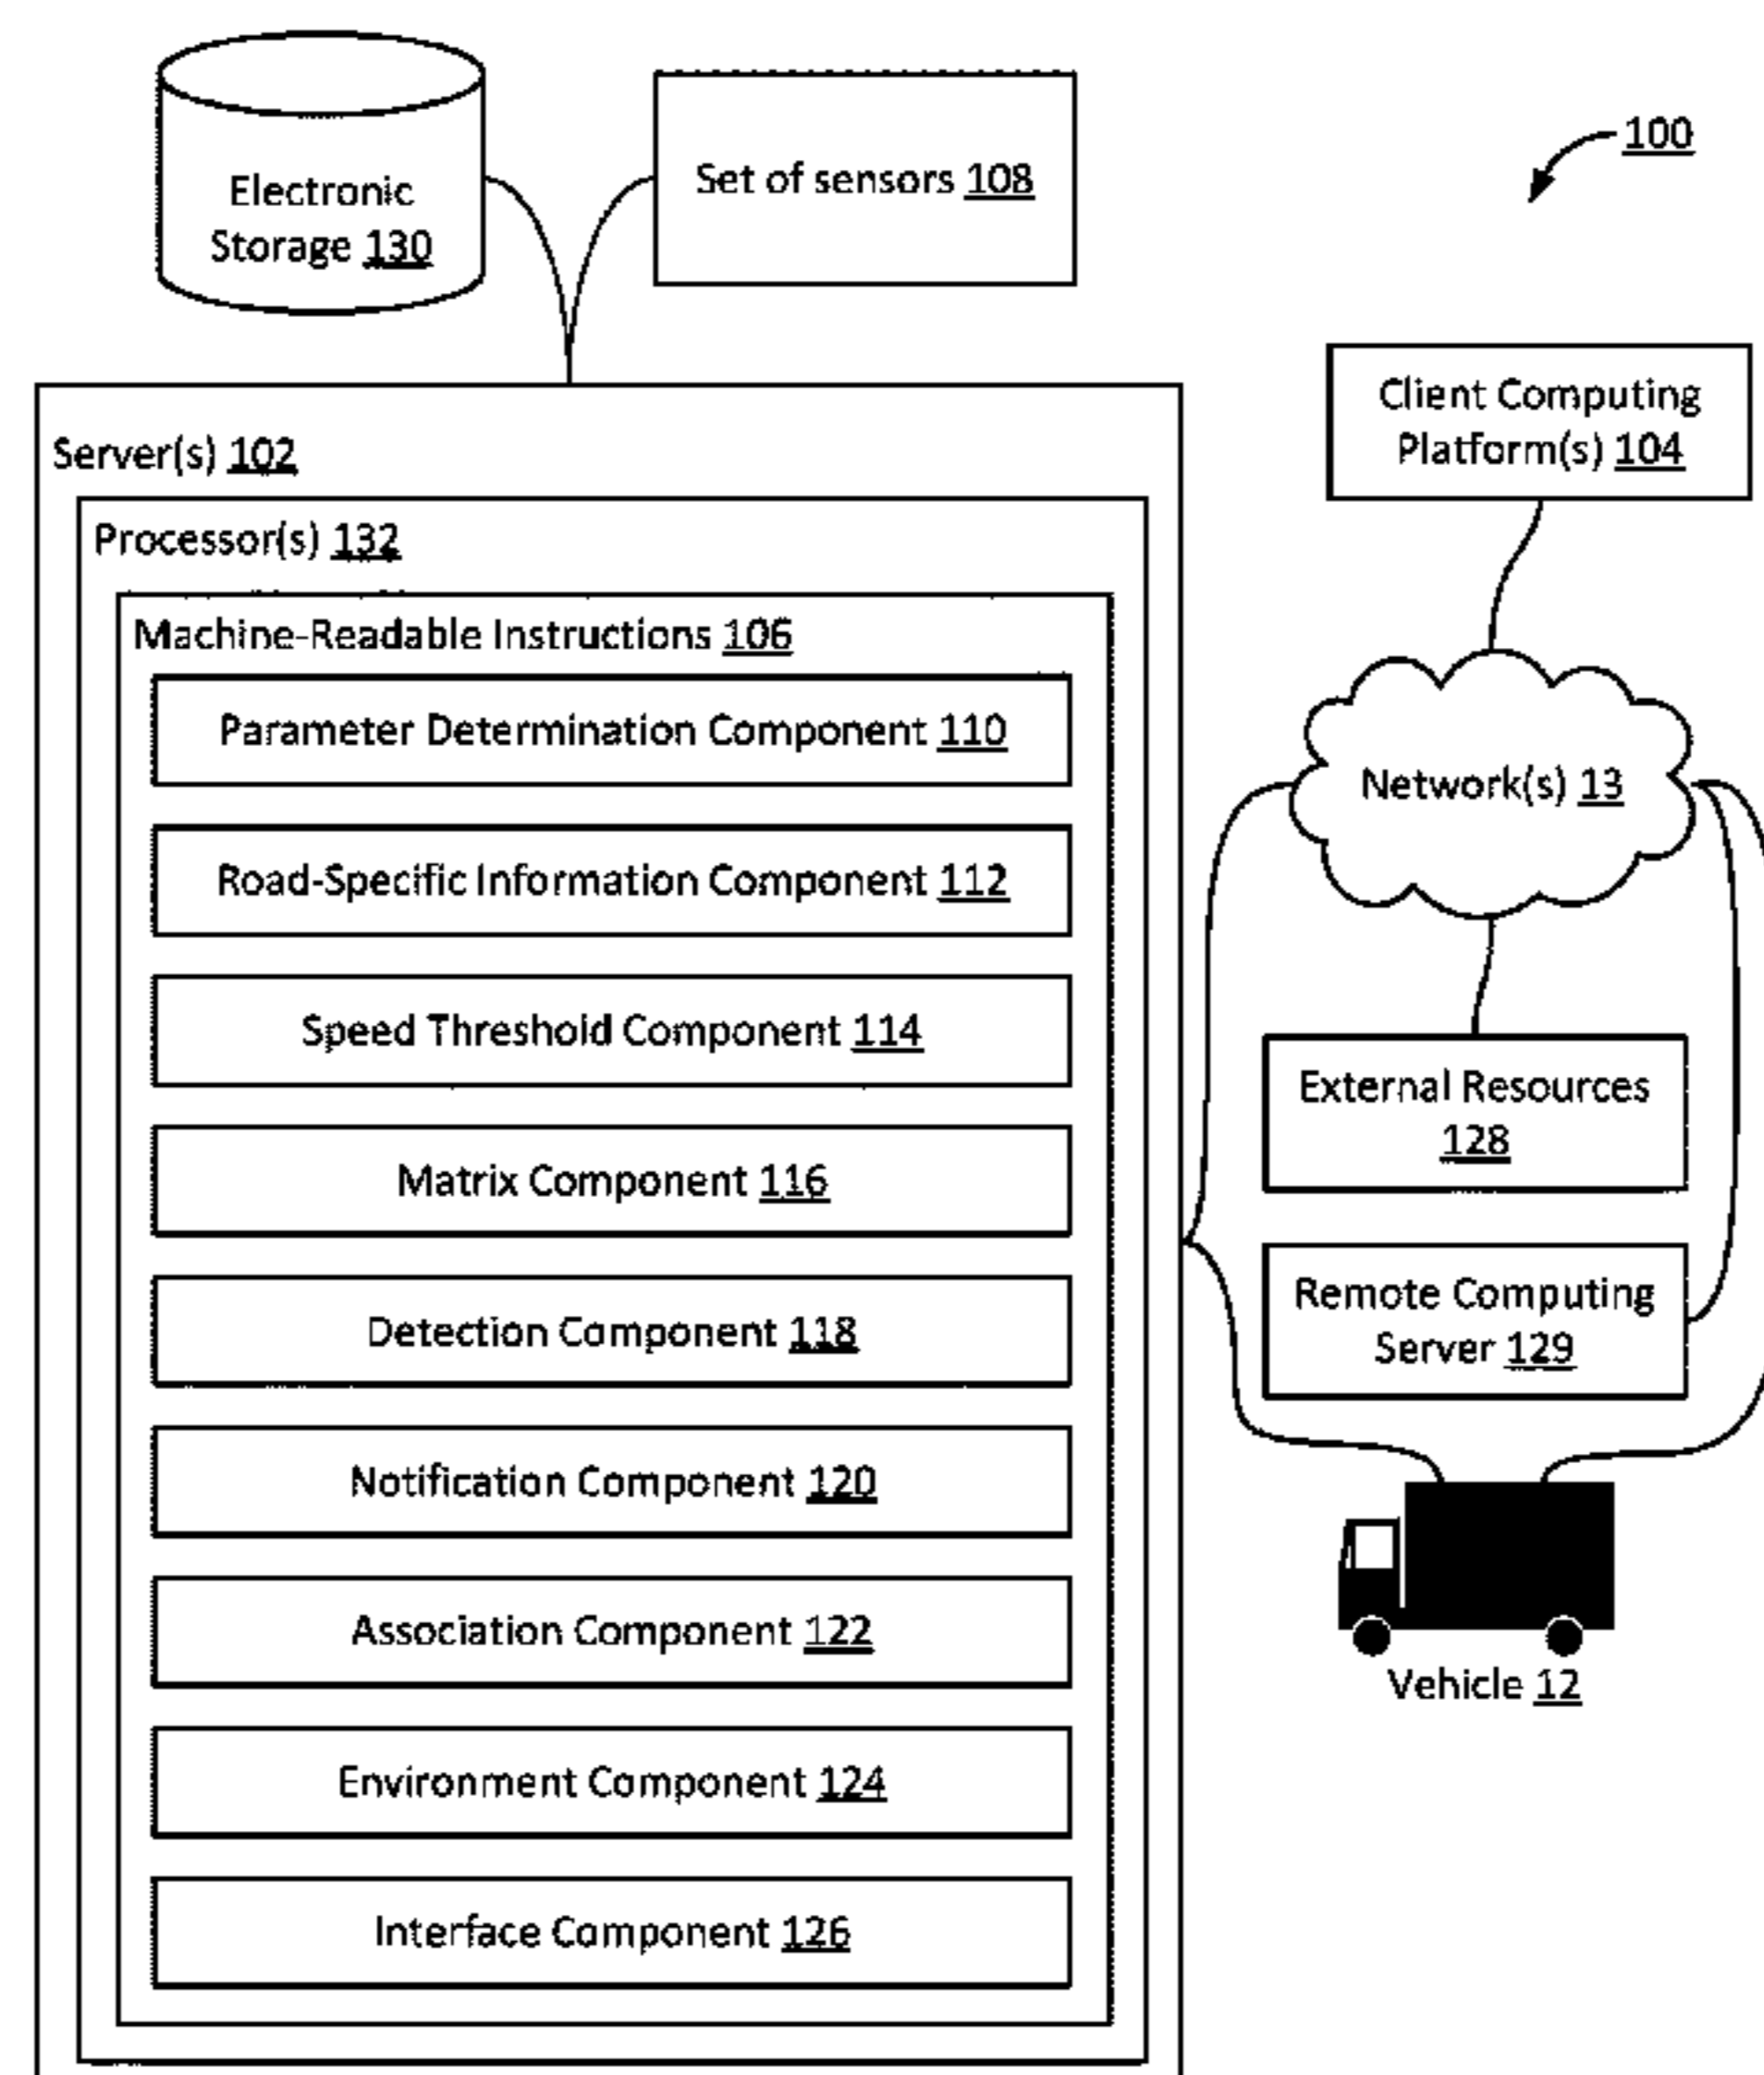 Electronic
Storage 130
Set of sensors 108
100
Server(s) 102
Processor(s) 132
Machine-Readable Instructions 106
Parameter Determination Component 110
Road-Specific Information Component 112
Speed Threshold Component 114
Matrix Component 116
Detection Component 118
Notification Component 120
Association Component 122
Environment Component 124
Interface Component 126
Client Computing
Platform(s) 104
Network(s) 13
External Resources
128
Remote Computing
Server 129
Vehicle 12